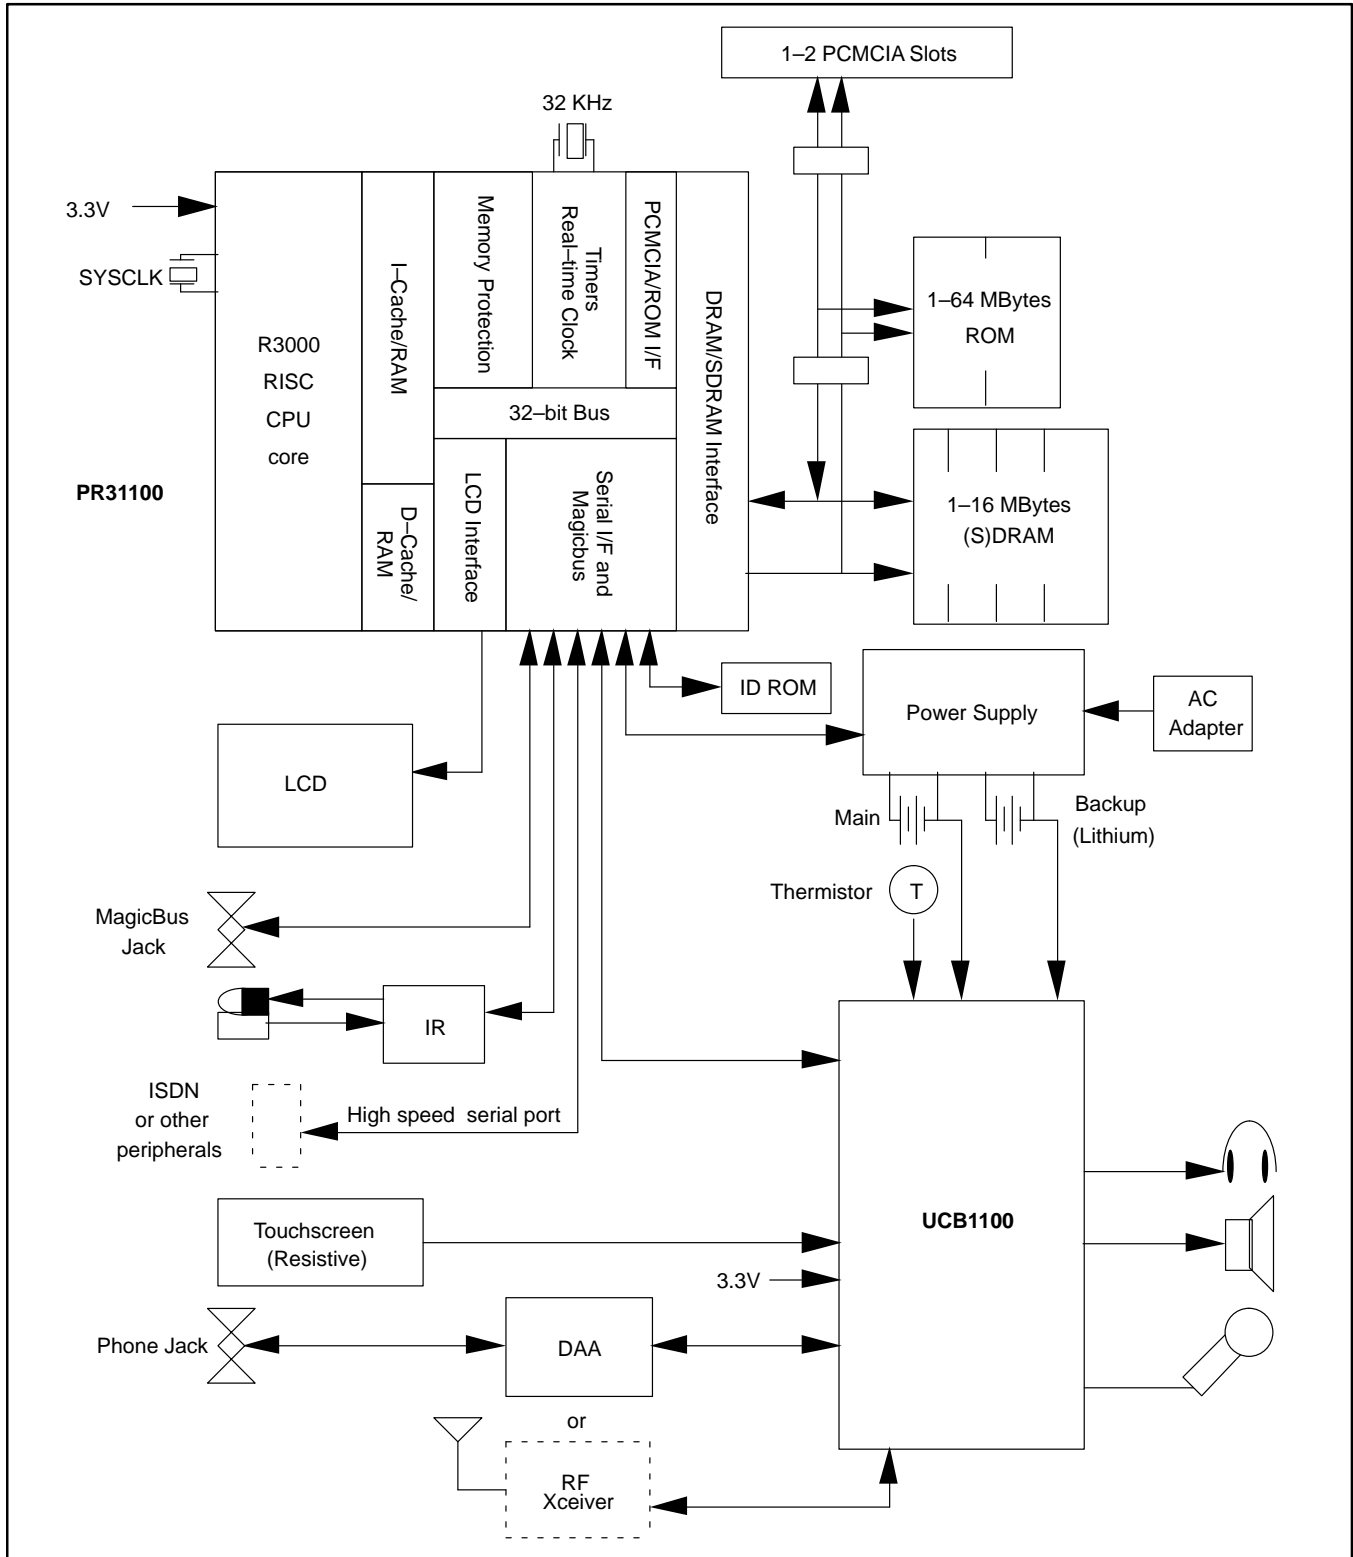 1–2 PCMCIA Slots
32 KHz
3.3V
SYSCLK
R3000
RISC
CPU
core
I–Cache/RAM
D–Cache/
RAM
Memory Protection
Timers
Real–time Clock
PCMCIA/ROM I/F
DRAM/SDRAM Interface
32–bit Bus
LCD Interface
Serial I/F and
Magicbus
PR31100
1–64 MBytes
ROM
1–16 MBytes
(S)DRAM
ID ROM
Power Supply
AC
Adapter
LCD
Main
Backup
(Lithium)
Thermistor
T
MagicBus
Jack
IR
ISDN
or other
peripherals
High speed serial port
Touchscreen
(Resistive)
UCB1100
3.3V
Phone Jack
DAA
or
RF
Xceiver